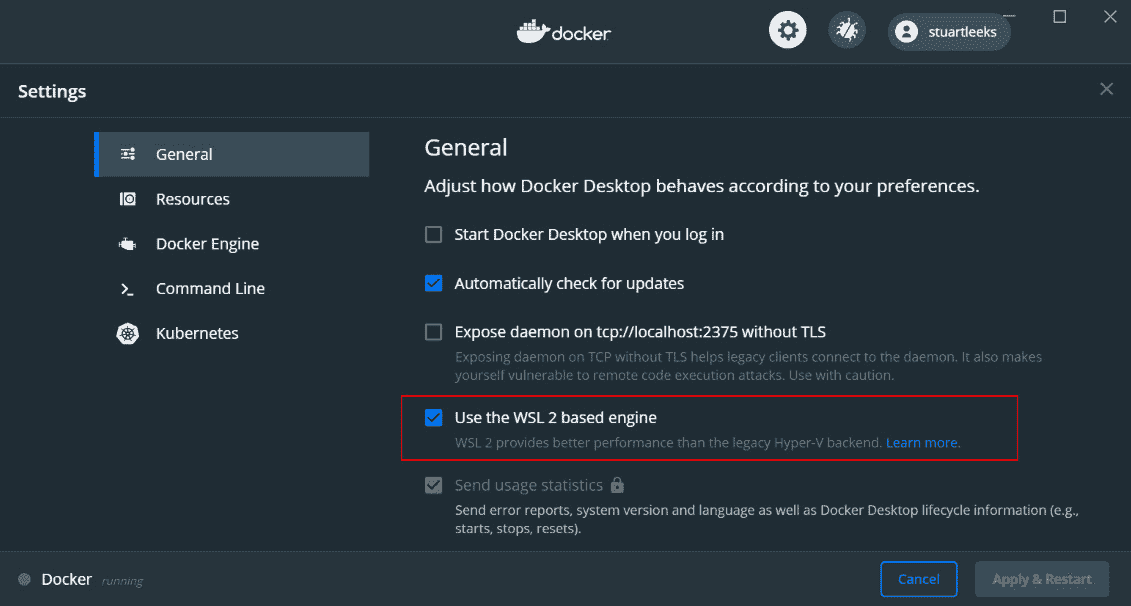 docker
stuartleeks
Settings
General
Resources
Docker Engine
Command Line
Kubernetes
General
Adjust how Docker Desktop behaves according to your preferences.
Start Docker Desktop when you log in
Automatically check for updates
Expose daemon on tcp://localhost:2375 without TLS
Exposing daemon on TCP without TLS helps legacy clients connect to the daemon. It also makes
yourself vulnerable to remote code execution attacks. Use with caution.
Use the WSL 2 based engine
WSL 2 provides better performance than the legacy Hyper-V backend. Learn more.
Send usage statistics
Send error reports, system version and language as well as Docker Desktop lifecycle information (e.g.,
starts, stops, resets).
Docker running
Cancel
Apply & Restart